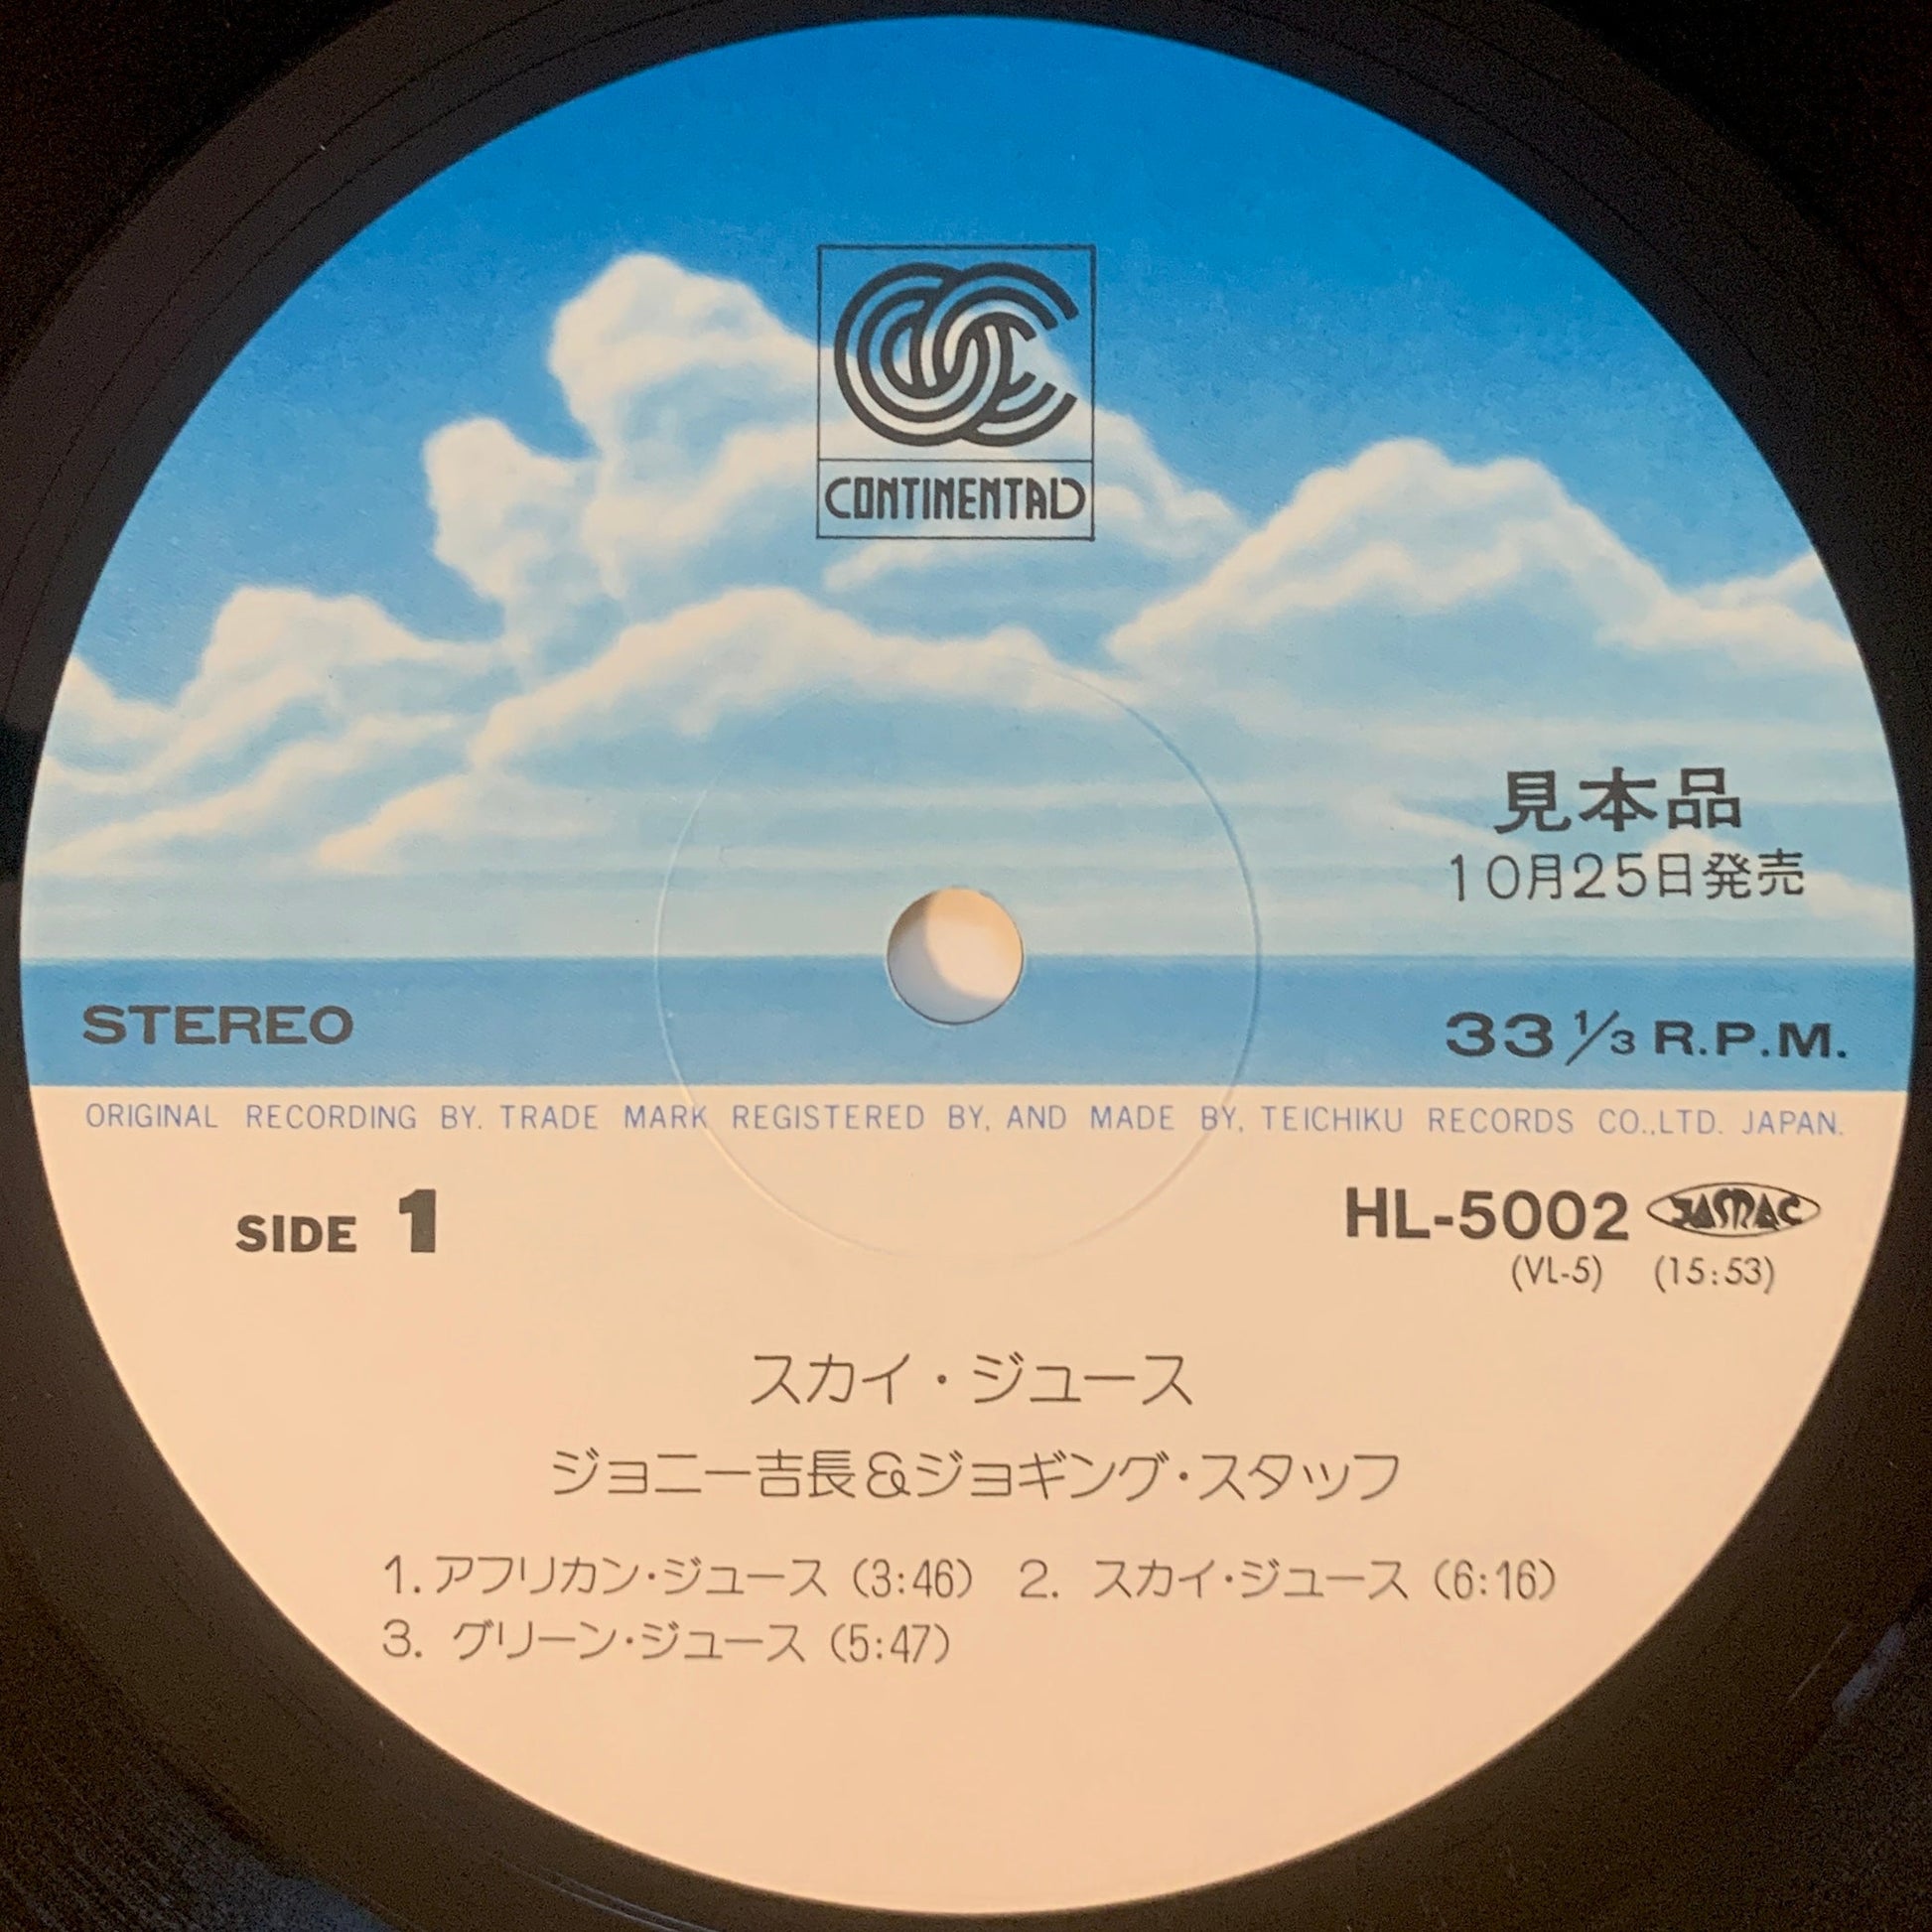 CONTINENTAL
見本品
10月25日発売
STEREO
33 1/3 R.P.M.
ORIGINAL RECORDING BY. TRADE MARK REGISTERED BY, AND MADE BY, TEICHIKU RECORDS CO.,LTD. JAPAN.
SIDE 1
HL-5002 JASRAC
(VL-5) (15:53)
スカイ・ジュース
ジョニー吉長&ジョギング・スタッフ
1.アフリカン・ジュース (3:46) 2. スカイ・ジュース (6:16)
3. グリーン・ジュース (5:47)